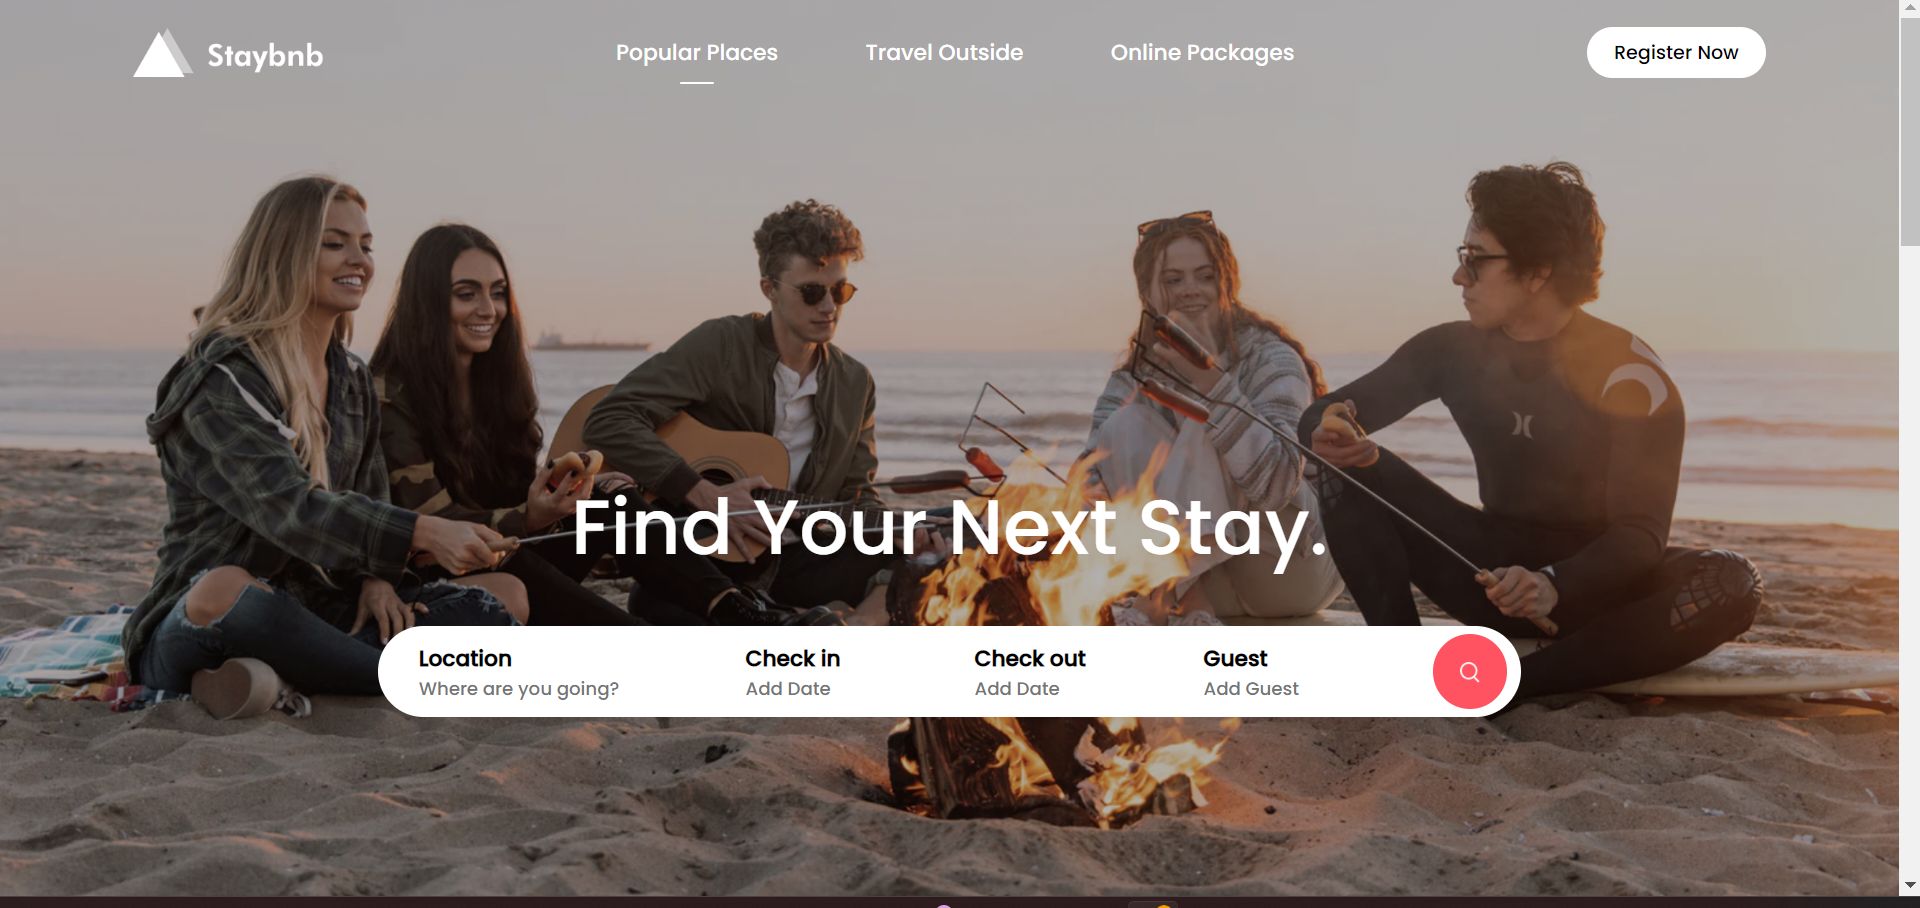 Staybnb
Popular Places
Travel Outside
Online Packages
Register Now
Find Your Next Stay.
Location
Where are you going?
Check in
Add Date
Check out
Add Date
Guest
Add Guest